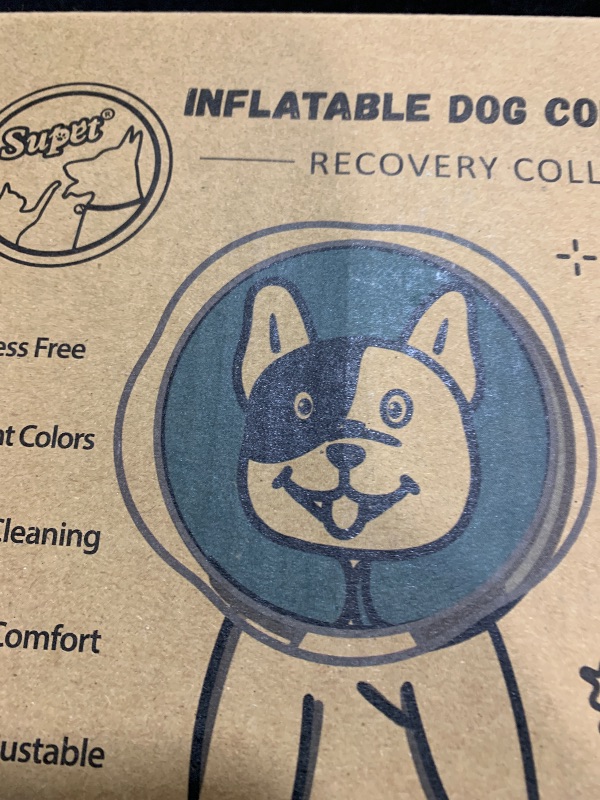 Supet®
INFLATABLE DOG CO
RECOVERY COLL
ess Free
nt Colors
Cleaning
Comfort
ustable